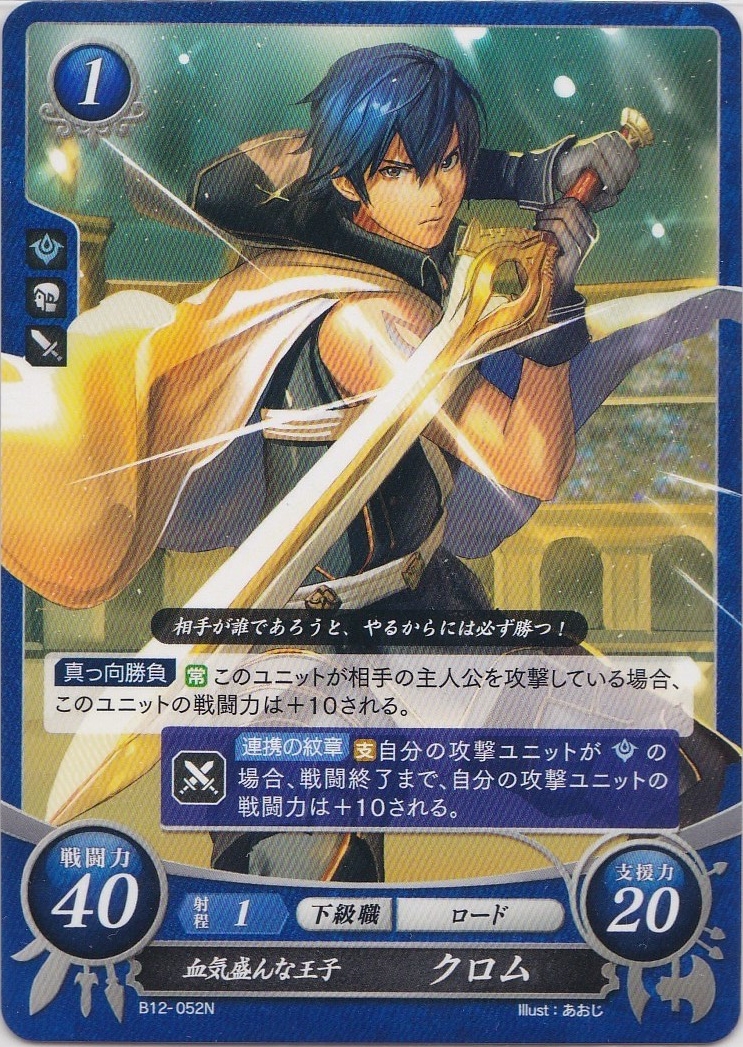 1
相手が誰であろうと、やるからには必ず勝つ!
真っ向勝負 常 このユニットが相手の主人公を攻撃している場合、
このユニットの戦闘力は+10される。
連携の紋章 支 自分の攻撃ユニットが の
場合、戦闘終了まで、自分の攻撃ユニットの
戦闘力は+10される。
戦闘力
40
射程 1 下級職 ロード
支援力
20
血気盛んな王子 クロム
B12-052N Illust:あおじ